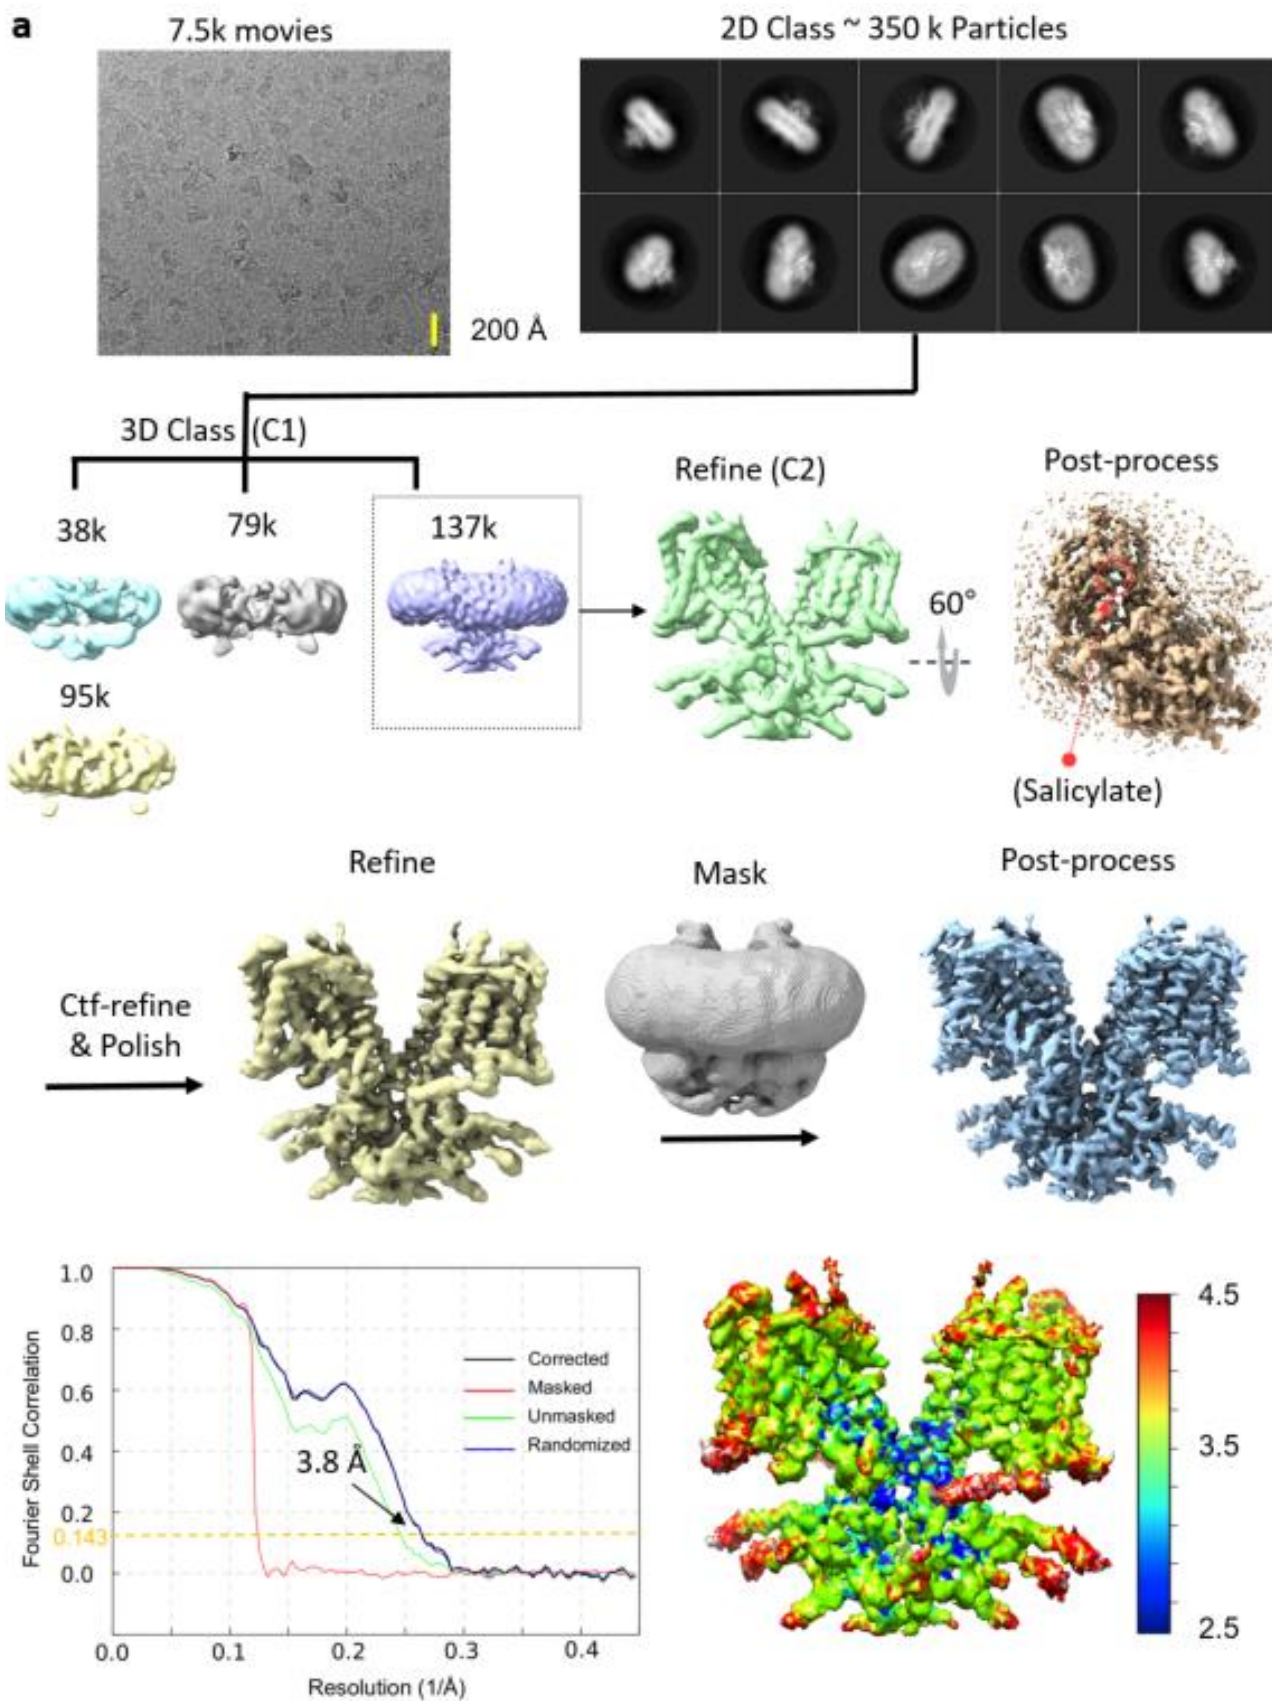 a
7.5k movies
2D Class ~ 350 k Particles
200 Å
3D Class (C1)
38k
79k
137k
95k
Refine (C2)
60°
Post-process
(Salicylate)
Refine
Mask
Post-process
Ctf-refine
& Polish
Fourier Shell Correlation
1.0
0.8
0.6
0.4
0.2
0.143
0.0
Corrected
Masked
Unmasked
Randomized
3.8 Å
0.0 0.1 0.2 0.3 0.4
Resolution (1/Å)
4.5
3.5
2.5